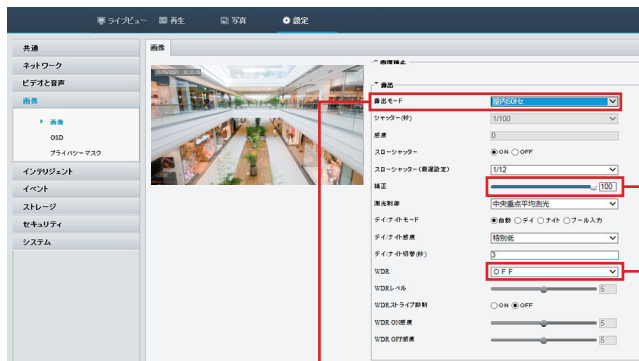 ライブビュー 再生 写真 設定
共通
ネットワーク
ビデオと音声
画像
画像
OSD
プライバシーマスク
インテリジェント
イベント
ストレージ
セキュリティ
システム
画像
画像補正
露出
露出モード 屋内50Hz
シャッター(秒) 1/100
感度 0
スローシャッター ON OFF
スローシャッター(最遅設定) 1/12
補正 100
測光制御 中央重点平均測光
デイ/ナイトモード 自動 デイ ナイト ブール入力
デイ/ナイト感度 特別低
デイ/ナイト切替(秒) 3
WDR OFF
WDRレベル 5
WDRストライプ抑制 ON OFF
WDR ON感度 5
WDR OFF感度 5